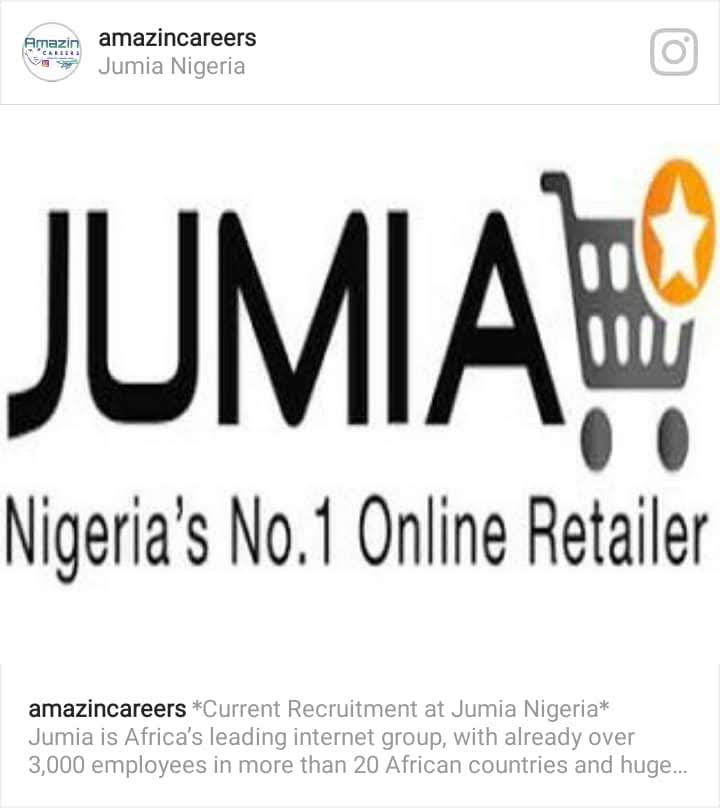 Amazin
CAREERS
amazincareers
Jumia Nigeria
JUMIA
Nigeria's No.1 Online Retailer
amazincareers *Current Recruitment at Jumia Nigeria*
Jumia is Africa's leading internet group, with already over
3,000 employees in more than 20 African countries and huge...